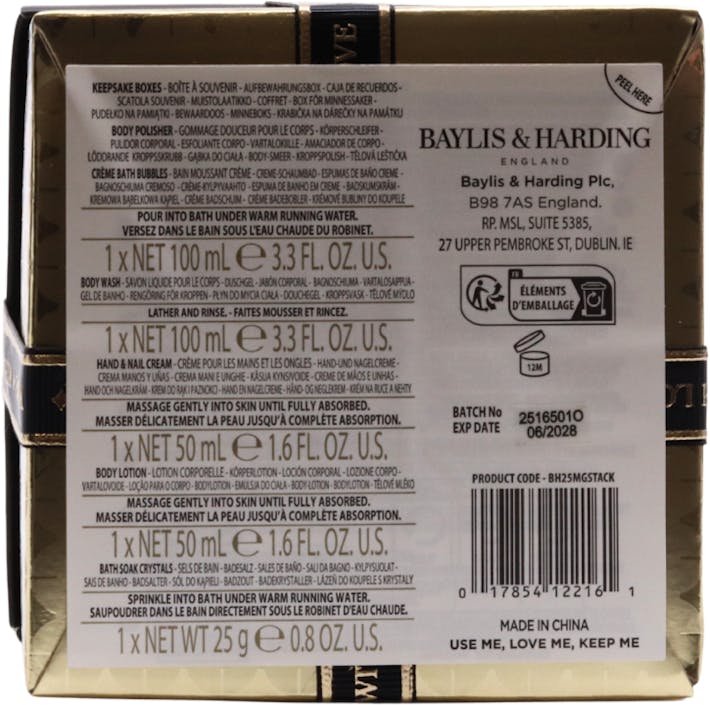 KEEPSAKE BOXES - BOÎTE À SOUVENIR - AUFBEWAHRUNGSBOX - CAJA DE RECUERDOS -
SCATOLA SOUVENIR - MUISTOLAATIKKO - COFFRET - BOX FÖR MINNESSAKER -
PUDEŁKO NA PAMIĄTKI - BEWAARDOOS - MINNEBOKS - KRABIČKA NA DÁREČKY NA PAMÁTKU
BODY POLISHER - GOMMAGE DOUCEUR POUR LE CORPS - KÖRPERSCHLEIFER -
PULIDOR CORPORAL - ESFOLIANTE CORPO - VARTALOKIILLE - AMACIADOR DE CORPO -
LÖDDRANDE KROPPSSKRUBB - GĄBKA DO CIAŁA - BODY-SMEER - KROPPSPOLISH - TĚLOVÁ LEŠTIČKA
CRÈME BATH BUBBLES - BAIN MOUSSANT CRÈME - CREME-SCHAUMBAD - ESPUMAS DE BAÑO CREME -
BAGNOSCHIUMA CREMOSO - CRÈME-KYLPYVAAHTO - ESPUMA DE BANHO EM CREME - BADSKUMSKRÄM -
KREMOWA BĄBELKOWA KĄPIEL - CRÈME BADSCHUIM - CRÈME BADEBOBLER - KRÉMOVÉ BUBLINY DO KOUPELE
POUR INTO BATH UNDER WARM RUNNING WATER.
VERSEZ DANS LE BAIN SOUS L'EAU CHAUDE DU ROBINET.
1 x NET 100 mL ℮ 3.3 FL. OZ. U.S.
BODY WASH - SAVON LIQUIDE POUR LE CORPS - DUSCHGEL - JABÓN CORPORAL - BAGNOSCHIUMA - VARTALOSAIPPUA -
GEL DE BANHO - RENGÖRING FÖR KROPPEN - PŁYN DO MYCIA CIAŁA - DOUCHEGEL - KROPPSVASK - TĚLOVÉ MÝDLO
LATHER AND RINSE. - FAITES MOUSSER ET RINCEZ.
1 x NET 100 mL ℮ 3.3 FL. OZ. U.S.
HAND & NAIL CREAM - CRÈME POUR LES MAINS ET LES ONGLES - HAND-UND NAGELCREME -
CREMA MANOS Y UÑAS - CREMA MANI E UNGHIE - KÄSI JA KYNSIVOIDE - CREME DE MÃOS E UNHAS -
HAND OCH NAGELKRÄM - KREM DO RĄK I PAZNOKCI - HAND EN NAGELCREME - HÅND- OG NEGLEKREM - KRÉM NA RUCE A NEHTY
MASSAGE GENTLY INTO SKIN UNTIL FULLY ABSORBED.
MASSER DÉLICATEMENT LA PEAU JUSQU'À COMPLÈTE ABSORPTION.
1 x NET 50 mL ℮ 1.6 FL. OZ. U.S.
BODY LOTION - LOTION CORPORELLE - KÖRPERLOTION - LOCIÓN CORPORAL - LOZIONE CORPO -
VARTALOVOIDE - LOÇÃO PARA O CORPO - BODYLOTION - EMULSJA DO CIAŁA - BODY-LOTION - BODYLOTION - TĚLOVÉ MLÉKO
MASSAGE GENTLY INTO SKIN UNTIL FULLY ABSORBED.
MASSER DÉLICATEMENT LA PEAU JUSQU'À COMPLÈTE ABSORPTION.
1 x NET 50 mL ℮ 1.6 FL. OZ. U.S.
BATH SOAK CRYSTALS - SELS DE BAIN - BADESALZ - SALES DE BAÑO - SALI DA BAGNO - KYLPYSUOLAT -
SAIS DE BANHO - BADSALTER - SÓL DO KĄPIELI - BADZOUT - BADEKRYSTALLER - LÁZEŇ DO KOUPELE S KRYSTALY
SPRINKLE INTO BATH UNDER WARM RUNNING WATER.
SAUPOUDRER DANS LE BAIN DIRECTEMENT SOUS LE ROBINET D'EAU CHAUDE.
1 x NET WT 25 g ℮ 0.8 OZ. U.S.
PEEL HERE
BAYLIS & HARDING
ENGLAND
Baylis & Harding Plc,
B98 7AS England.
RP. MSL, SUITE 5385,
27 UPPER PEMBROKE ST, DUBLIN. IE
FR
ÉLÉMENTS
D'EMBALLAGE
12M
BATCH No 2516501O
EXP DATE 06/2028
PRODUCT CODE - BH25MGSTACK
0 17854 12216 1
MADE IN CHINA
USE ME, LOVE ME, KEEP ME